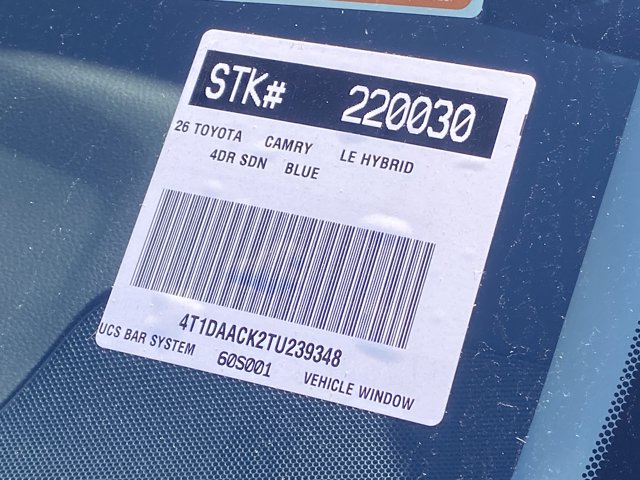 STK# 220030
26 TOYOTA CAMRY LE HYBRID
4DR SDN BLUE
4T1DAACK2TU239348
UCS BAR SYSTEM 60S001 VEHICLE WINDOW